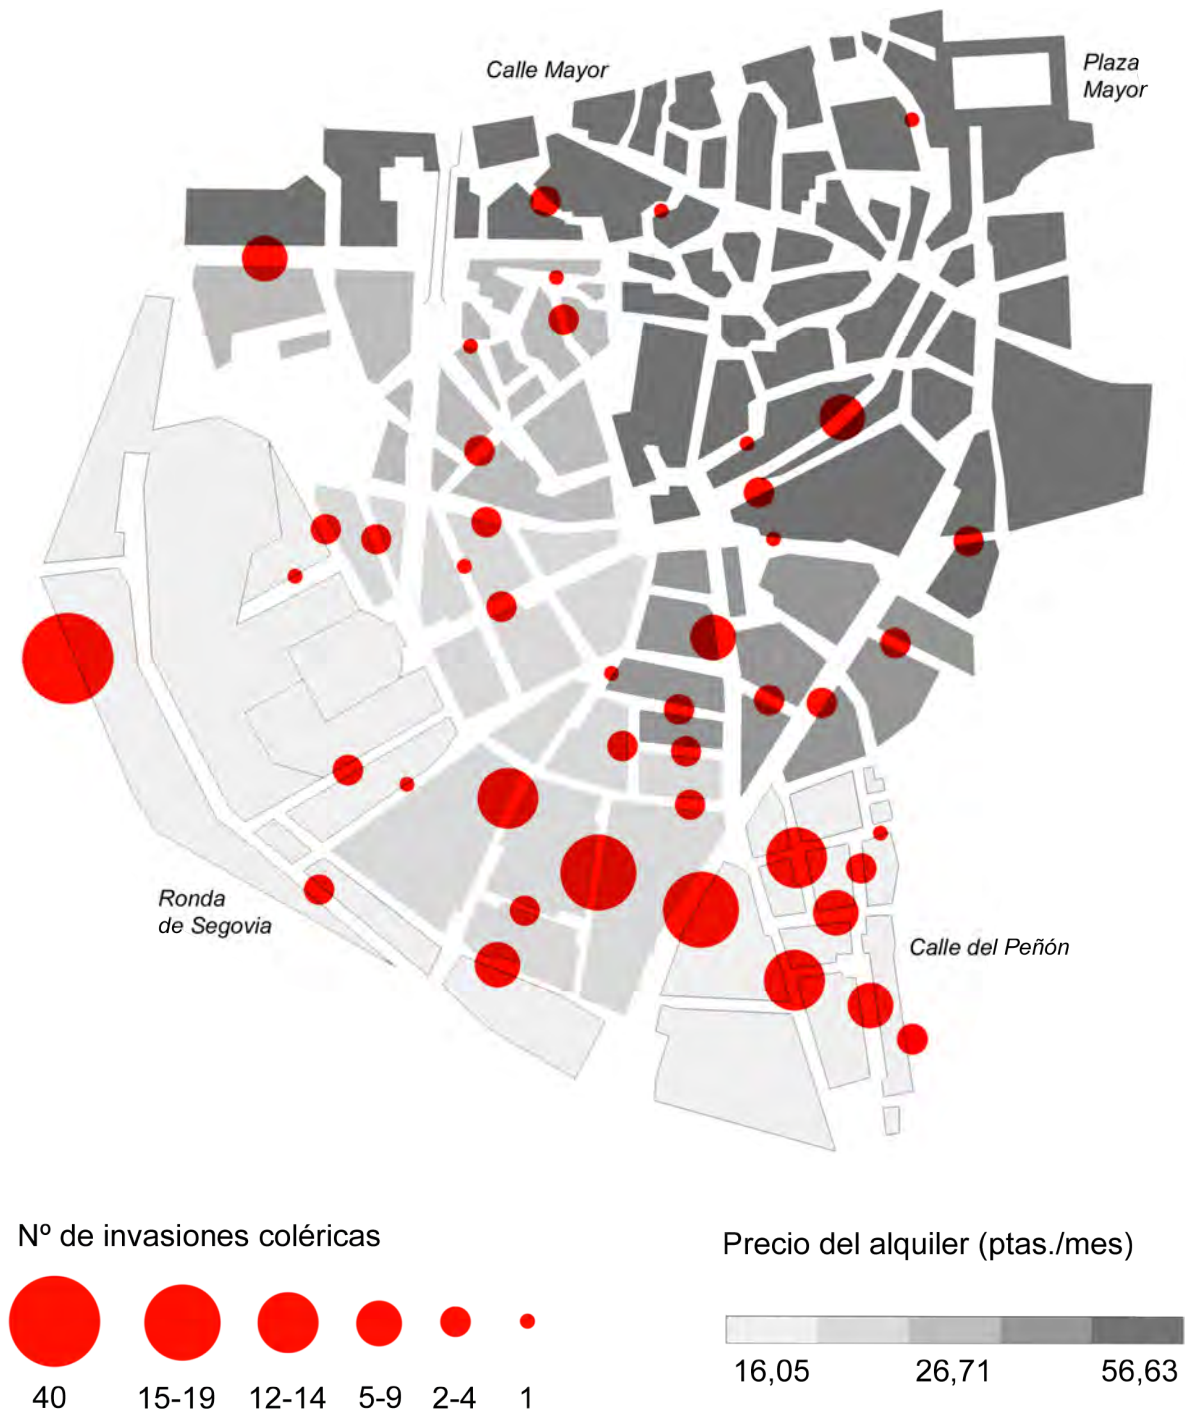 Calle Mayor
Plaza
Mayor
Ronda
de Segovia
Calle del Peñón
Nº de invasiones coléricas
40 15-19 12-14 5-9 2-4 1
Precio del alquiler (ptas./mes)
16,05 26,71 56,63